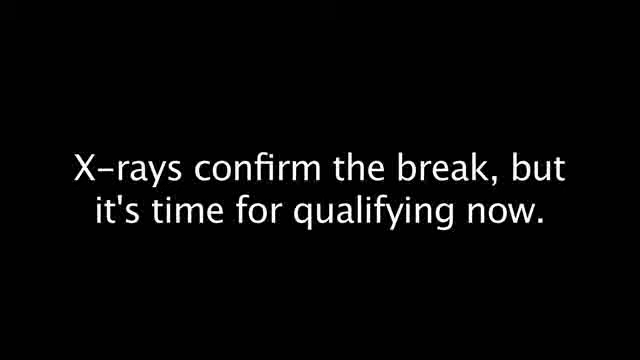 X-rays confirm the break, but
it's time for qualifying now.